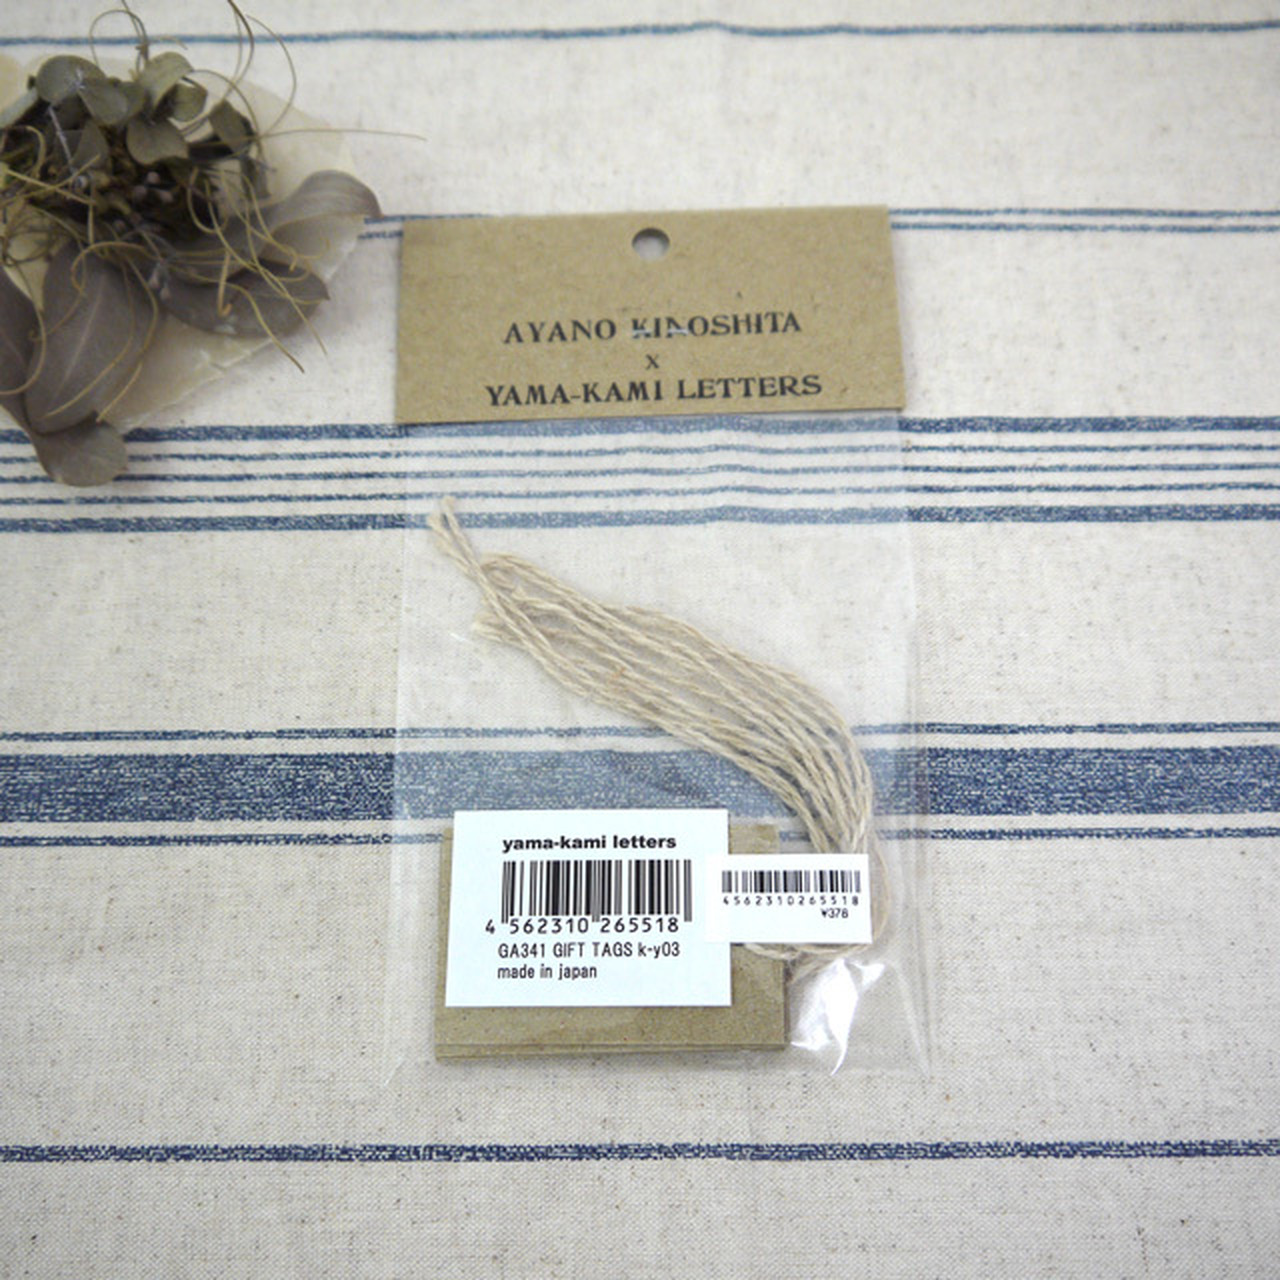 AYANO KINOSHITA
x
YAMA-KAMI LETTERS
yama-kami letters
4 562310 265518
GA341 GIFT TAGS k-y03
made in japan
4562310265518
¥378